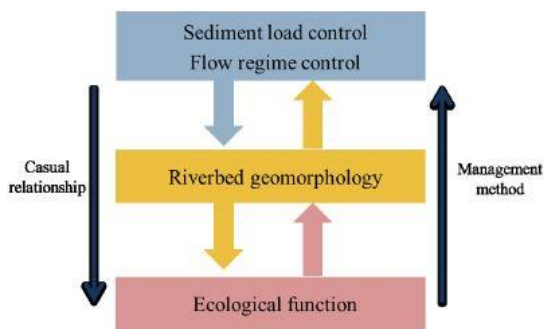 Sediment load control
Flow regime control
Casual
relationship
Riverbed geomorphology
Management
method
Ecological function